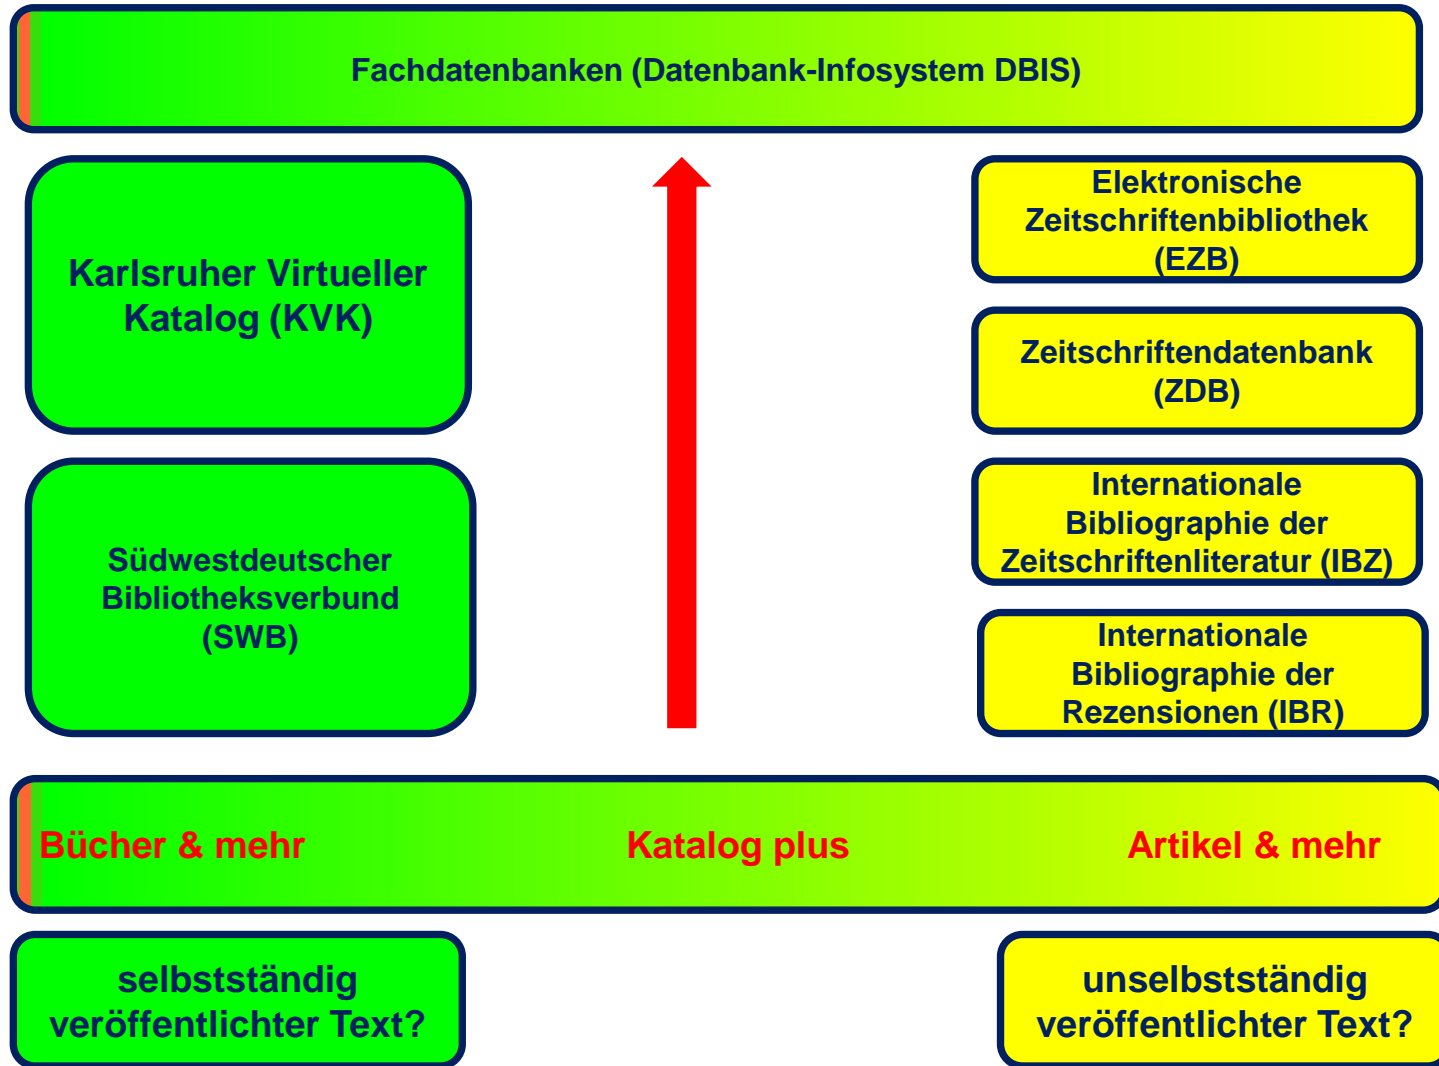 Fachdatenbanken (Datenbank-Infosystem DBIS)
Karlsruher Virtueller
Katalog (KVK)
Südwestdeutscher
Bibliotheksverbund
(SWB)
Elektronische
Zeitschriftenbibliothek
(EZB)
Zeitschriftendatenbank
(ZDB)
Internationale
Bibliographie der
Zeitschriftenliteratur (IBZ)
Internationale
Bibliographie der
Rezensionen (IBR)
Bücher & mehr Katalog plus Artikel & mehr
selbstständig
veröffentlichter Text?
unselbstständig
veröffentlichter Text?